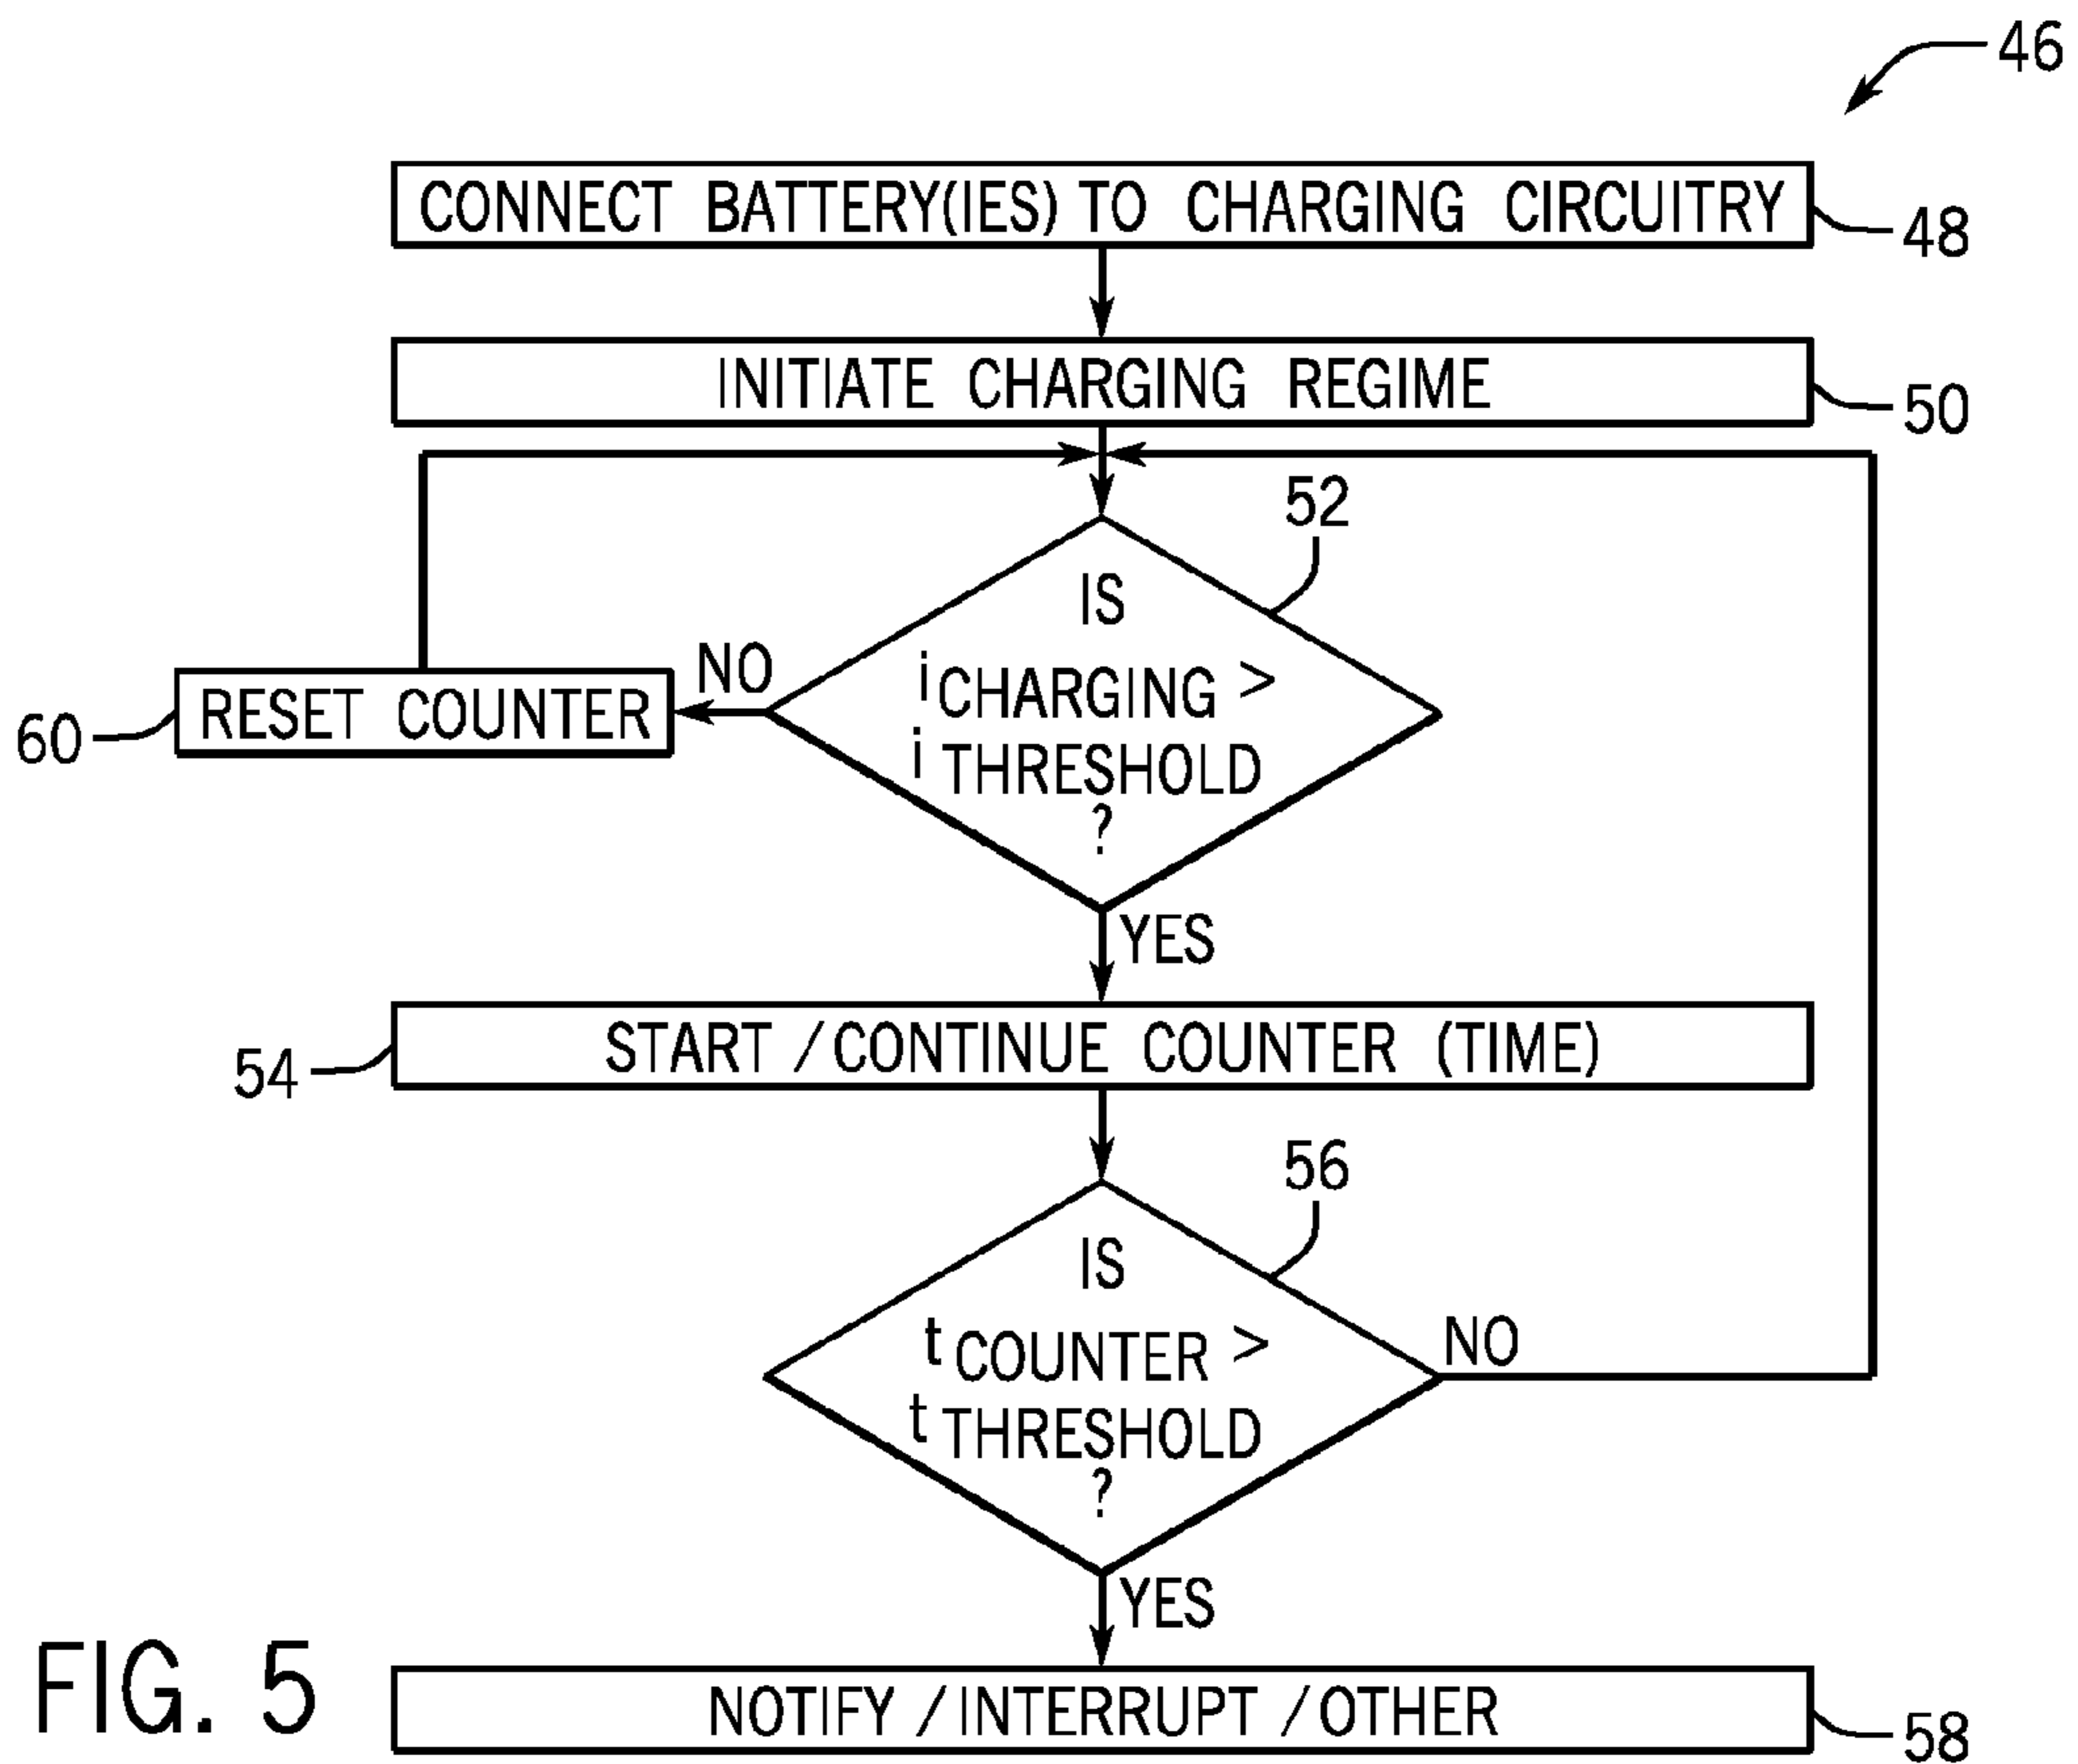 46
CONNECT BATTERY(IES) TO CHARGING CIRCUITRY
48
INITIATE CHARGING REGIME
50
52
IS
i CHARGING >
i THRESHOLD
?
NO
RESET COUNTER
60
YES
START / CONTINUE COUNTER (TIME)
54
56
IS
t COUNTER >
t THRESHOLD
?
NO
YES
NOTIFY / INTERRUPT / OTHER
58
FIG. 5